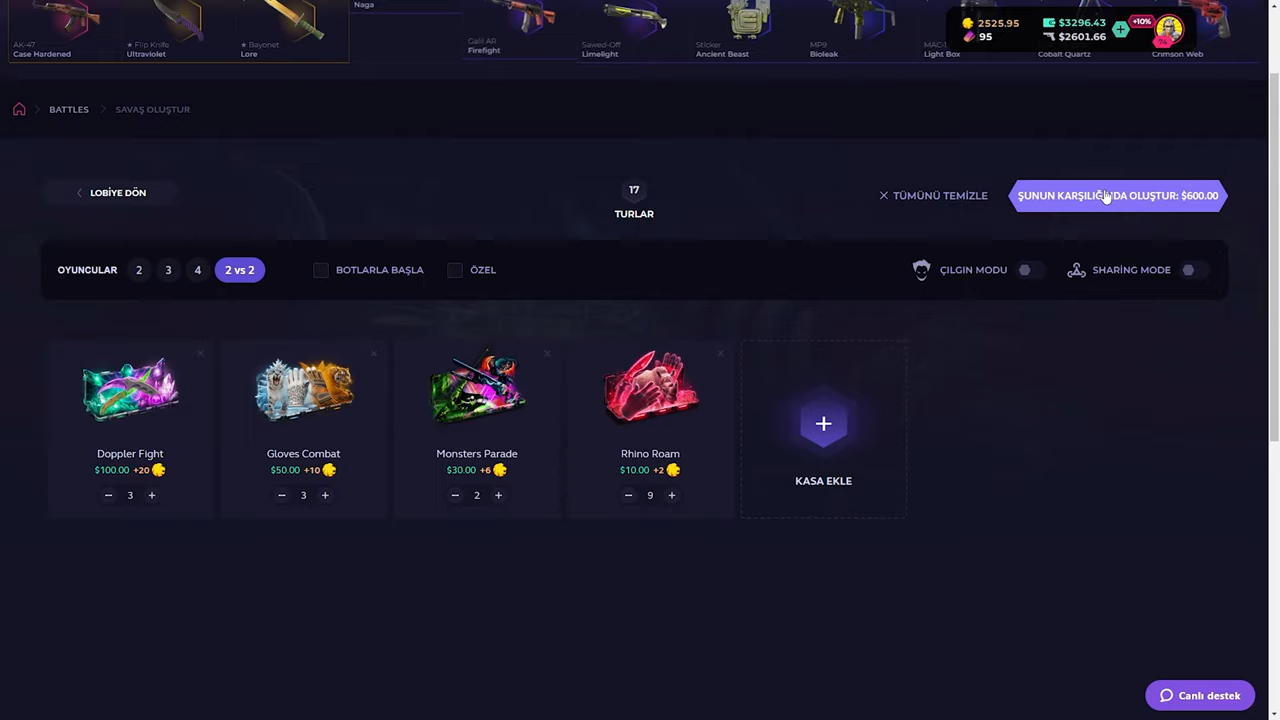 Naga
AK-47
Case Hardened
★ Flip Knife
Ultraviolet
★ Bayonet
Lore
Galil AR
Firefight
Sawed-Off
Limelight
Sticker
Ancient Beast
MP9
Bioleak
MAC-
Light Box
Cobalt Quartz
Crimson Web
2525.95
$3296.43
+10%
95
$2601.66
BATTLES
SAVAŞ OLUŞTUR
LOBİYE DÖN
17
TURLAR
TÜMÜNÜ TEMİZLE
ŞUNUN KARŞILIĞINDA OLUŞTUR: $600.00
OYUNCULAR 2 3 4 2 vs 2
BOTLARLA BAŞLA
ÖZEL
ÇILGIN MODU
SHARİNG MODE
Doppler Fight
$100.00 +20
− 3 +
Gloves Combat
$50.00 +10
− 3 +
Monsters Parade
$30.00 +6
− 2 +
Rhino Roam
$10.00 +2
− 9 +
KASA EKLE
Canlı destek